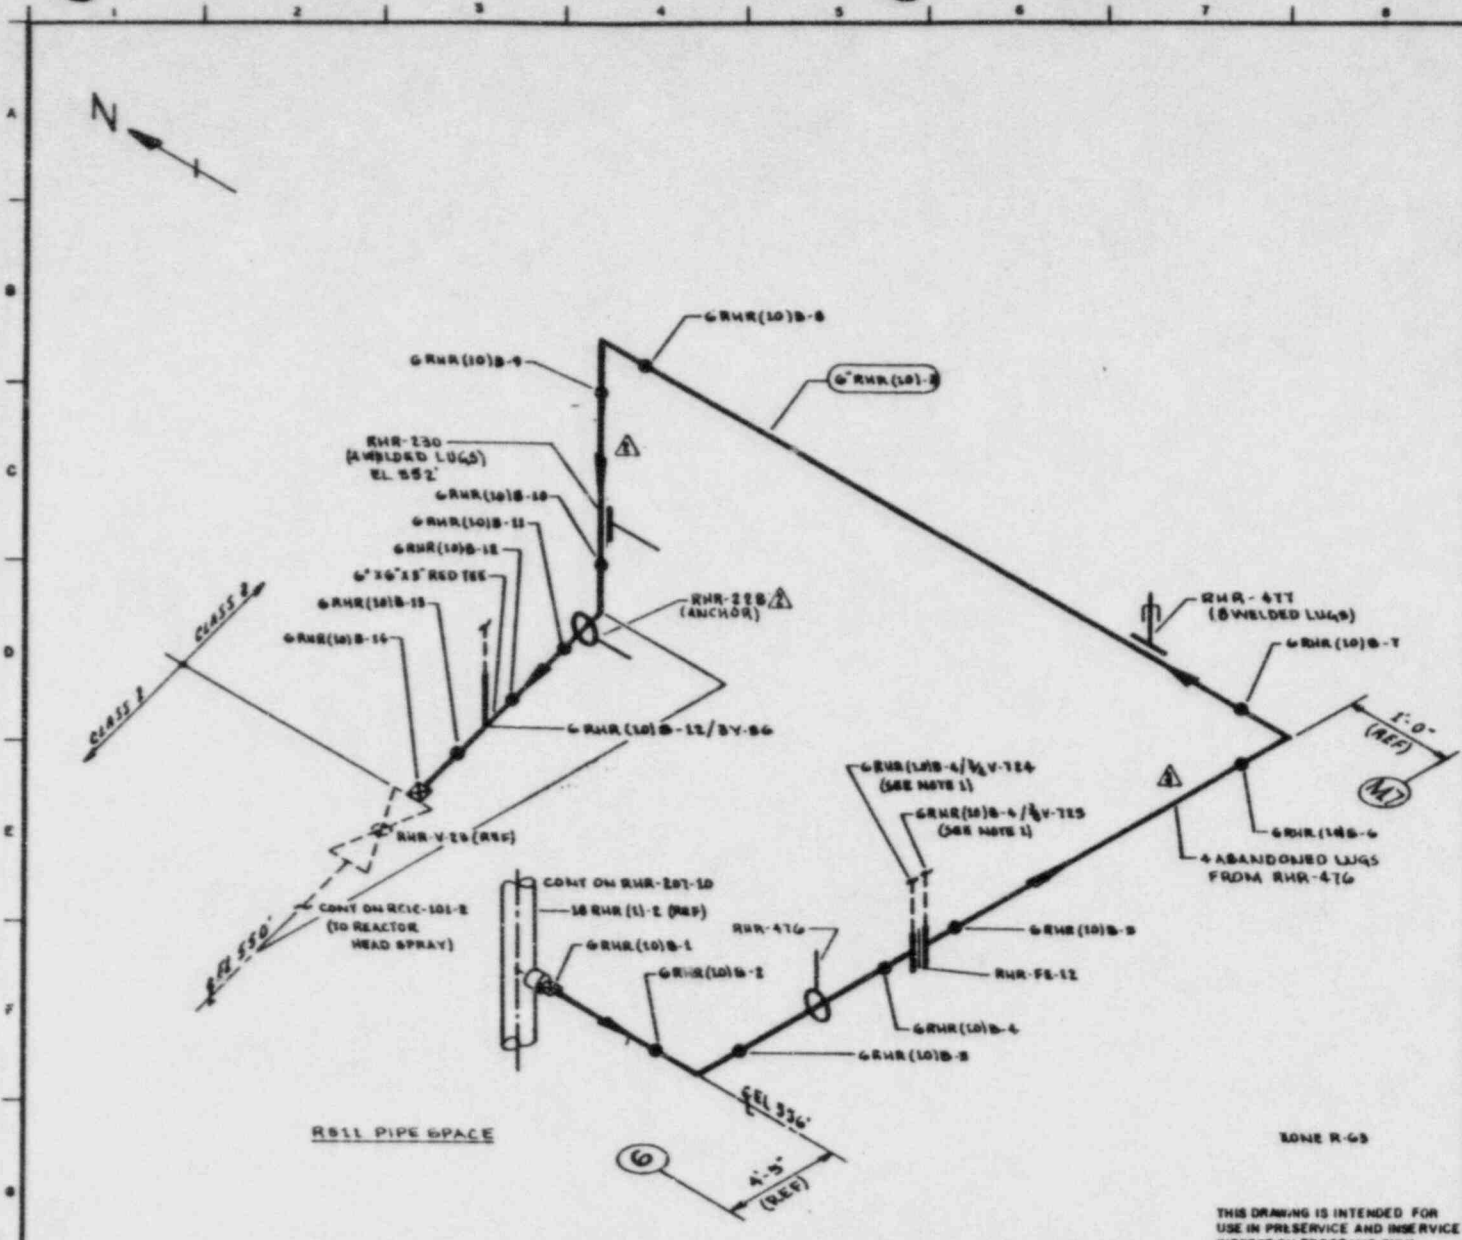 1 2 3 4 5 6 7 8
A
N
B
6RHR(10)B-8
6RHR(10)B-9
RHR-230
(4 WELDED LUGS)
EL 552'
C
6RHR(10)B-10
6RHR(10)B-11
6RHR(10)B-12
6"X6"X3" RED TEE
6RHR(10)B-13
6RHR(10)B-14
CLASS 2
CLASS 1
D
RHR-228
(ANCHOR)
RHR-477
(8 WELDED LUGS)
6RHR(10)B-7
6RHR(10)B-12/3V-86
1'-0"
(REF)
M7
(SEE NOTE 1)
E
6RHR(10)B-6
4 ABANDONED LUGS
FROM RHR-476
RHR-V-23 (REF)
CONT ON RHR-207-10
18 RHR (1)-2 (REF)
CONT ON RCIC-101-2
(TO REACTOR
HEAD SPRAY)
EL 550'
6RHR(10)B-1
6RHR(10)B-2
RHR-476
6RHR(10)B-5
RHR-FE-12
F
6RHR(10)B-4
6RHR(10)B-3
EL 536'
PIPE SPACE
6
4'-5"
(REF)
ZONE R-63
THIS DRAWING IS INTENDED FOR
USE IN PRESERVICE AND INSERVICE